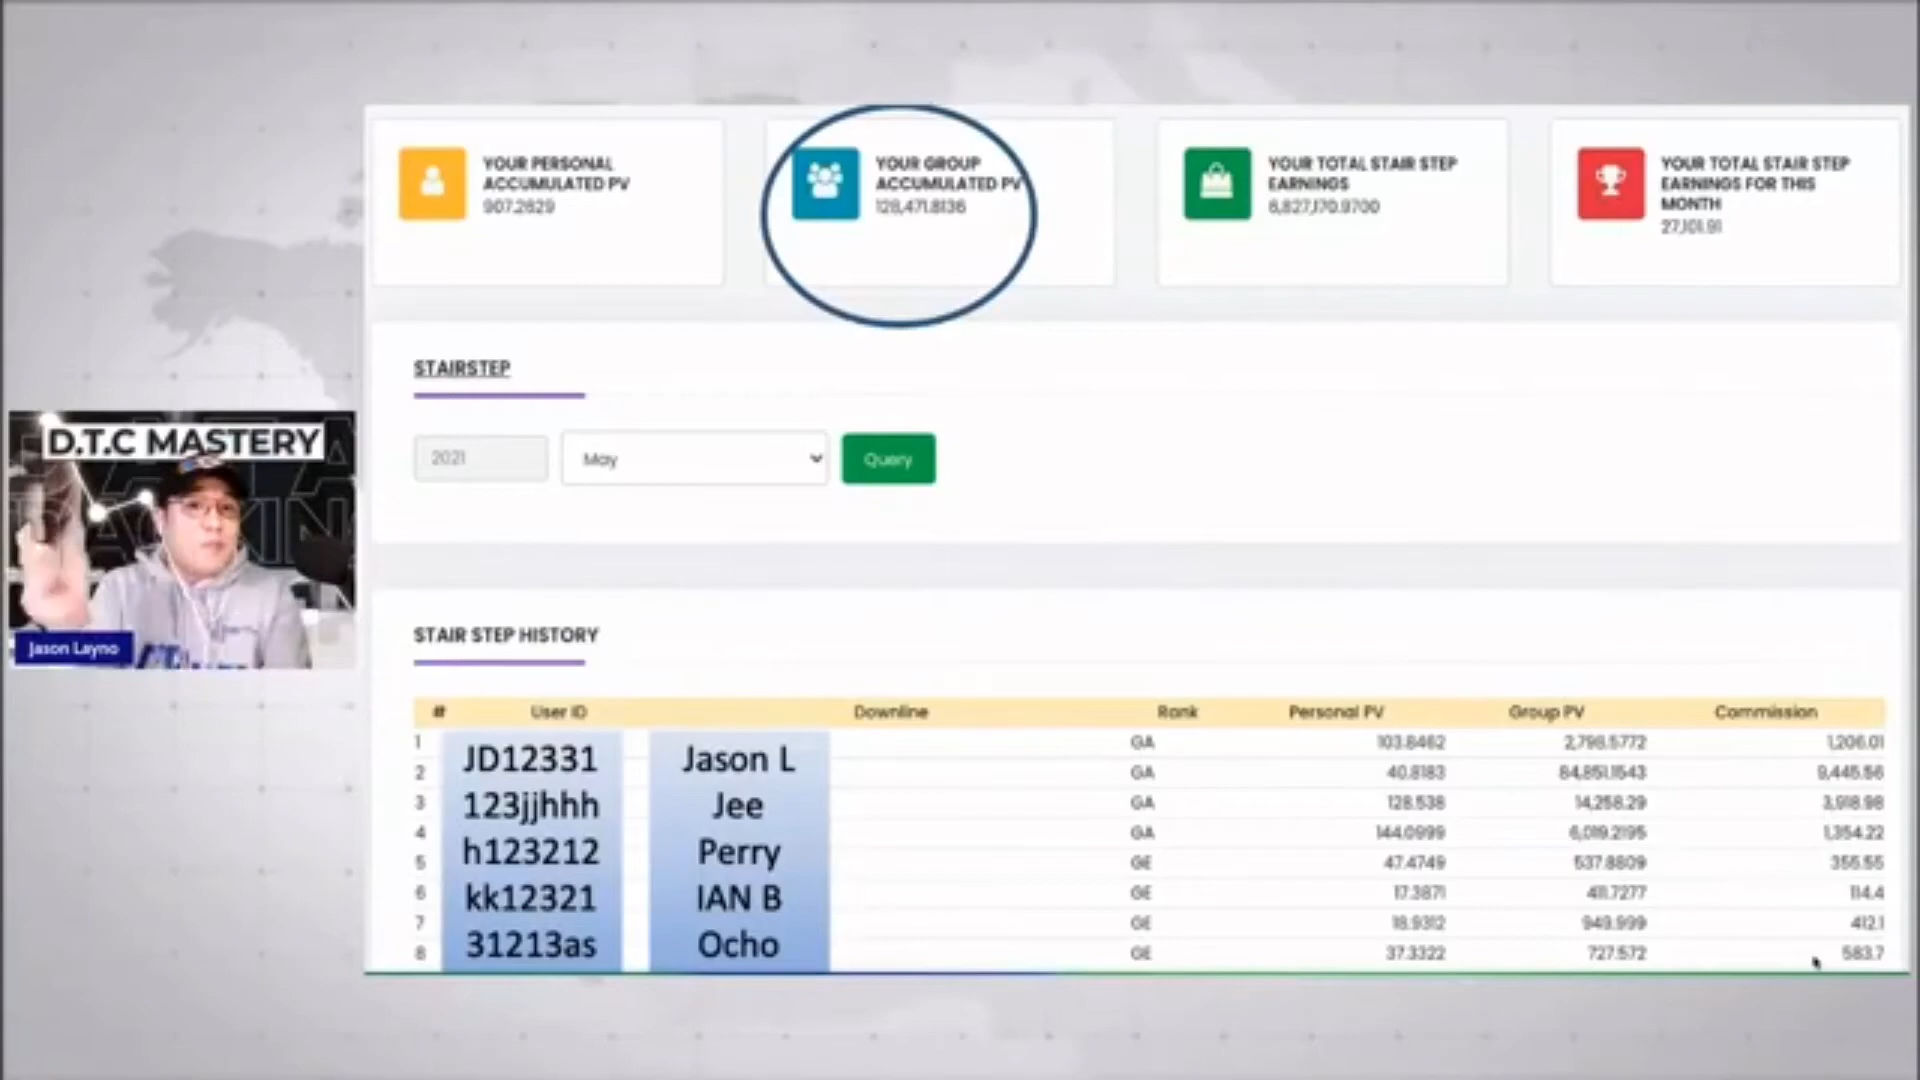 YOUR PERSONAL
ACCUMULATED PV
907.2629
YOUR GROUP
ACCUMULATED PV
128,471.8136
YOUR TOTAL STAIR STEP
EARNINGS
6,827,170.9700
YOUR TOTAL STAIR STEP
EARNINGS FOR THIS
MONTH
27,101.91
STAIRSTEP
2021 May Query
D.T.C MASTERY
Jason Layno
STAIR STEP HISTORY
# User ID Downline Rank Personal PV Group PV Commission
1 JD12331 Jason L GA 103.8462 2,798.5772 1,206.01
2 GA 40.8183 84,851.1543 9,445.56
3 123jjhhh Jee GA 128.538 14,258.29 3,918.98
4 h123212 Perry GA 144.0999 6,019.2195 1,354.22
5 GE 47.4749 537.8809 355.55
6 kk12321 IAN B GE 17.3871 411.7277 114.4
7 GE 18.9312 949.999 412.1
8 31213as Ocho GE 37.3322 727.572 583.7